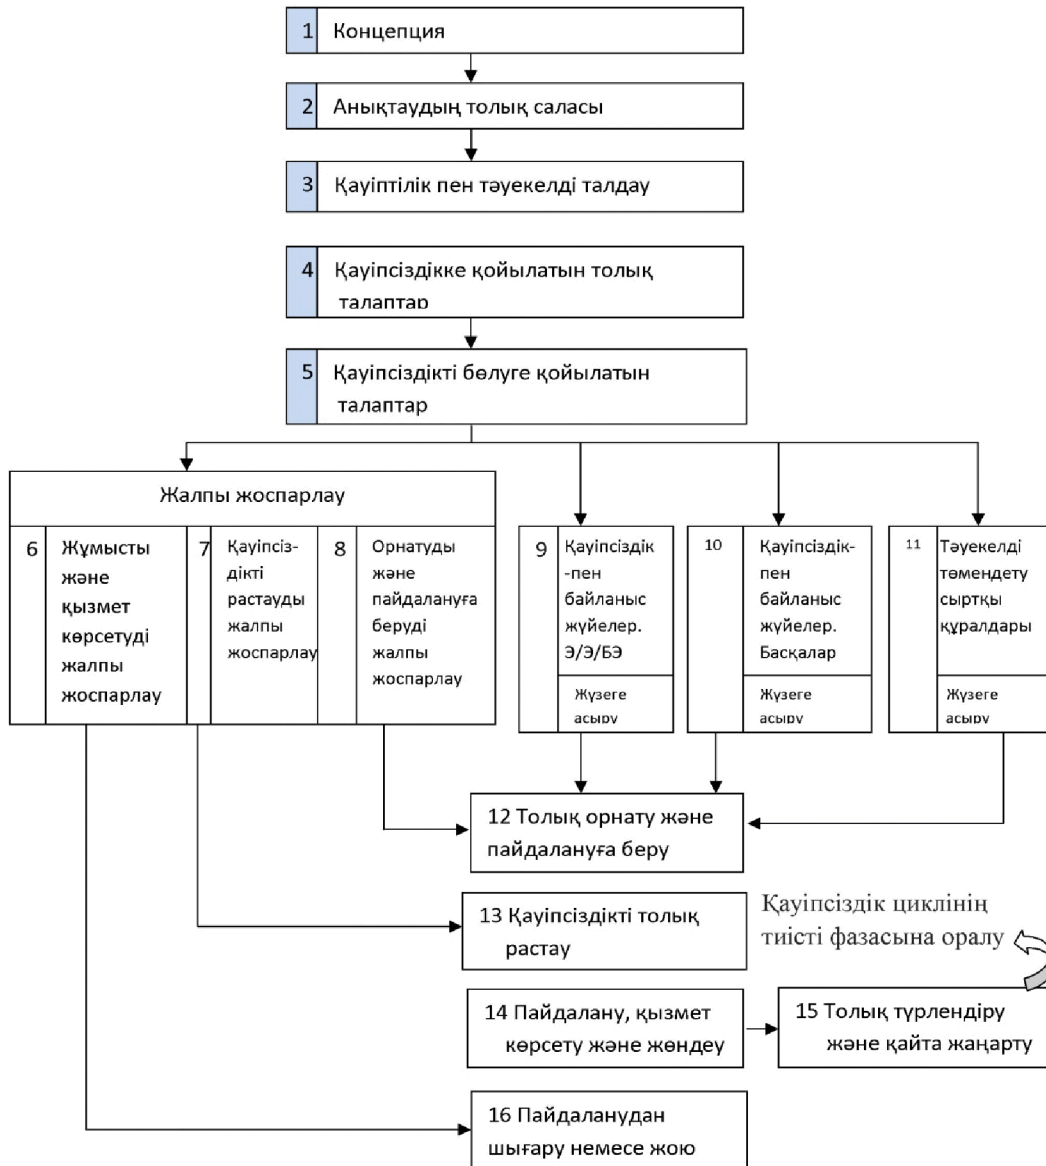 1 Концепция
2 Анықтаудың толық саласы
3 Қауіптілік пен тәуекелді талдау
4 Қауіпсіздікке қойылатын толық
талаптар
5 Қауіпсіздікті бөлуге қойылатын
талаптар
Жалпы жоспарлау
6 Жұмысты
және
қызмет
көрсетуді
жалпы
жоспарлау
7 Қауіпсіз-
дікті
растауды
жалпы
жоспарлау
8 Орнатуды
және
пайдалануға
беруді
жалпы
жоспарлау
9 Қауіпсіздік
-пен
байланыс
жүйелер.
Э/Э/БЭ
Жүзеге
асыру
10 Қауіпсіздік-
пен
байланыс
жүйелер.
Басқалар
Жүзеге
асыру
11 Тәуекелді
төмендету
сыртқы
құралдары
Жүзеге
асыру
12 Толық орнату және
пайдалануға беру
13 Қауіпсіздікті толық
растау
Қауіпсіздік циклінің
тиісті фазасына оралу
14 Пайдалану, қызмет
көрсету және жөндеу
15 Толық түрлендіру
және қайта жаңарту
16 Пайдаланудан
шығару немесе жою